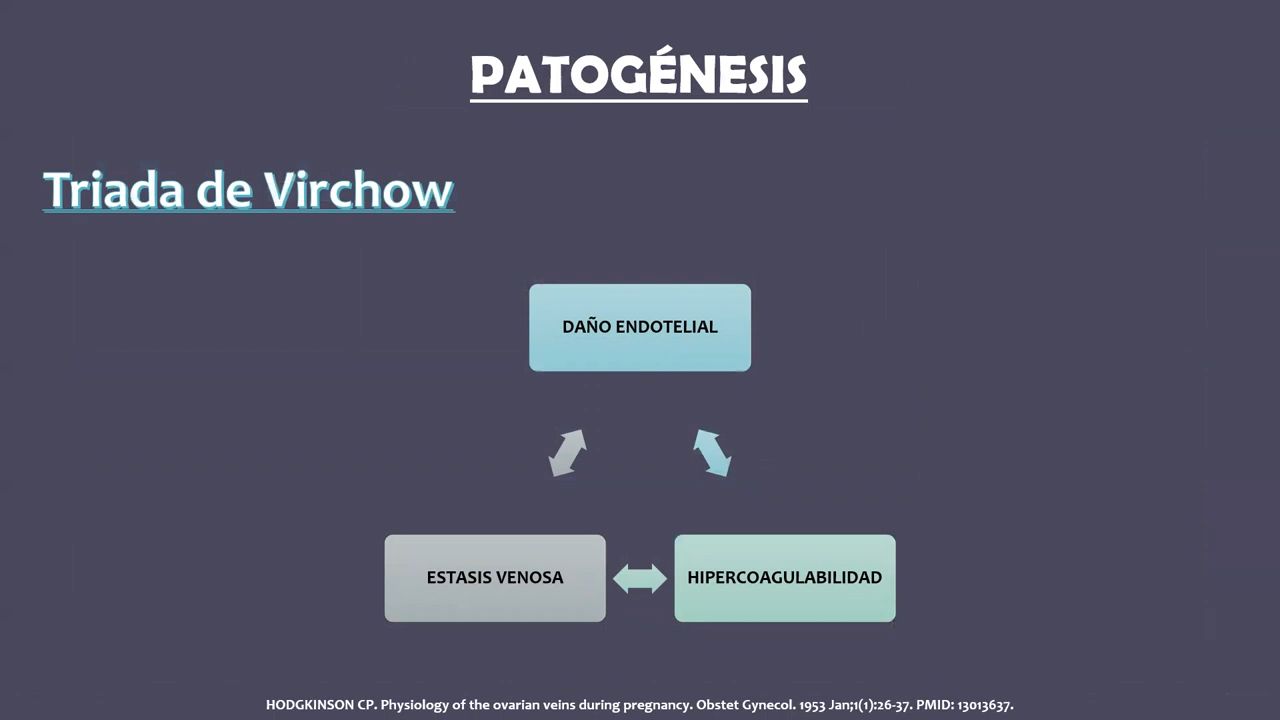 PATOGÉNESIS
Triada de Virchow
DAÑO ENDOTELIAL
ESTASIS VENOSA
HIPERCOAGULABILIDAD
HODGKINSON CP. Physiology of the ovarian veins during pregnancy. Obstet Gynecol. 1953 Jan;1(1):26-37. PMID: 13013637.